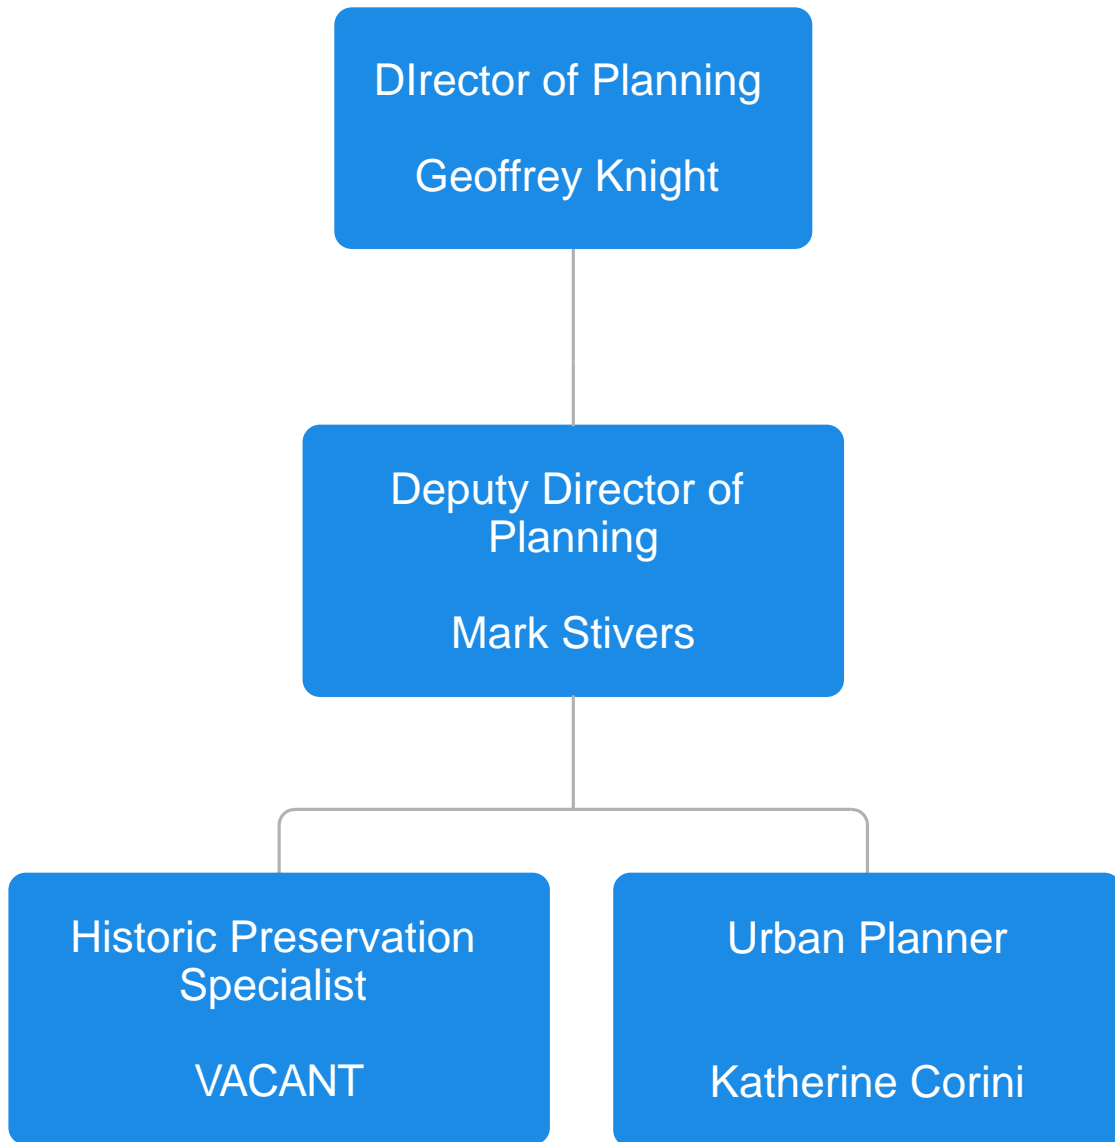 DIrector of Planning
Geoffrey Knight
Deputy Director of
Planning
Mark Stivers
Historic Preservation
Specialist
VACANT
Urban Planner
Katherine Corini